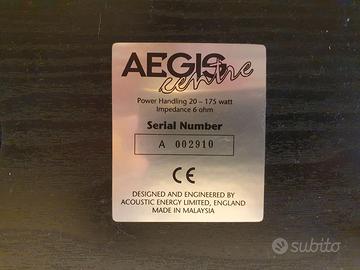 AEGIS
centre
Power Handling 20 – 175 watt
Impedance 6 ohm
Serial Number
A 002910
CE
DESIGNED AND ENGINEERED BY
ACOUSTIC ENERGY LIMITED, ENGLAND
MADE IN MALAYSIA
subito